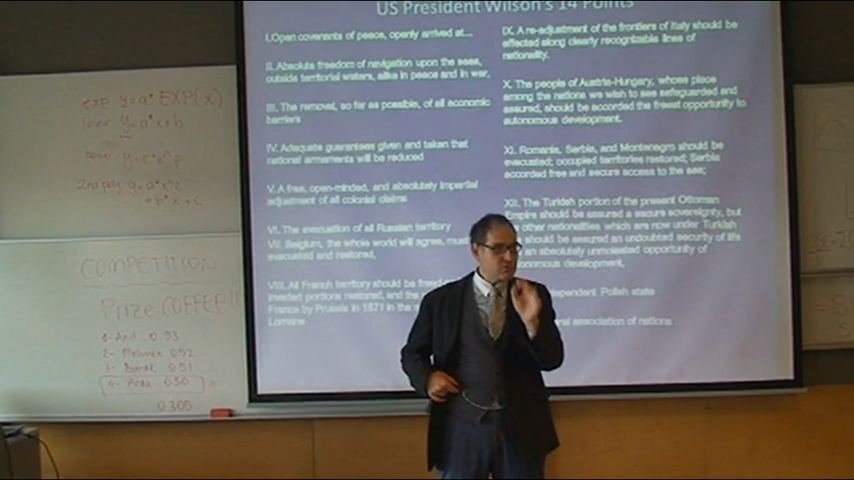 US President Wilson's 14 Points
I.Open covenants of peace, openly arrived at...
II. Absolute freedom of navigation upon the seas,
outside territorial waters, alike in peace and in war,
III. The removal, so far as possible, of all economic
barriers
IV. Adequate guarantees given and taken that
national armaments will be reduced
V. A free, open-minded, and absolutely impartial
adjustment of all colonial claims
VI. The evacuation of all Russian territory
VII. Belgium, the whole world will agree, must
evacuated and restored,
VIII. All French territory should be freed
invaded portions restored, and the
France by Prussia in 1871 in the
Lorraine
IX. A re-adjustment of the frontiers of Italy should be
effected along clearly recognizable lines of
nationality.
X. The people of Austria-Hungary, whose place
among the nations we wish to see safeguarded and
assured, should be accorded the freest opportunity to
autonomous development.
XI. Romania, Serbia, and Montenegro should be
evacuated; occupied territories restored; Serbia
accorded free and secure access to the sea;
XII. The Turkish portion of the present Ottoman
Empire should be assured a secure sovereignty, but
other nationalities which are now under Turkish
should be assured an undoubted security of life
an absolutely unmolested opportunity of
development,
independent Polish state
association of nations
exp y=a*EXP(x)
linear y=a*x+b
power y=c*x^p
2nd poly y=a*x^2
+b*x+c
COMPETITION
Prize:COFFEE!!
1- 0.53
2- 0.52
3- 0.51
4- 0.50
0.305